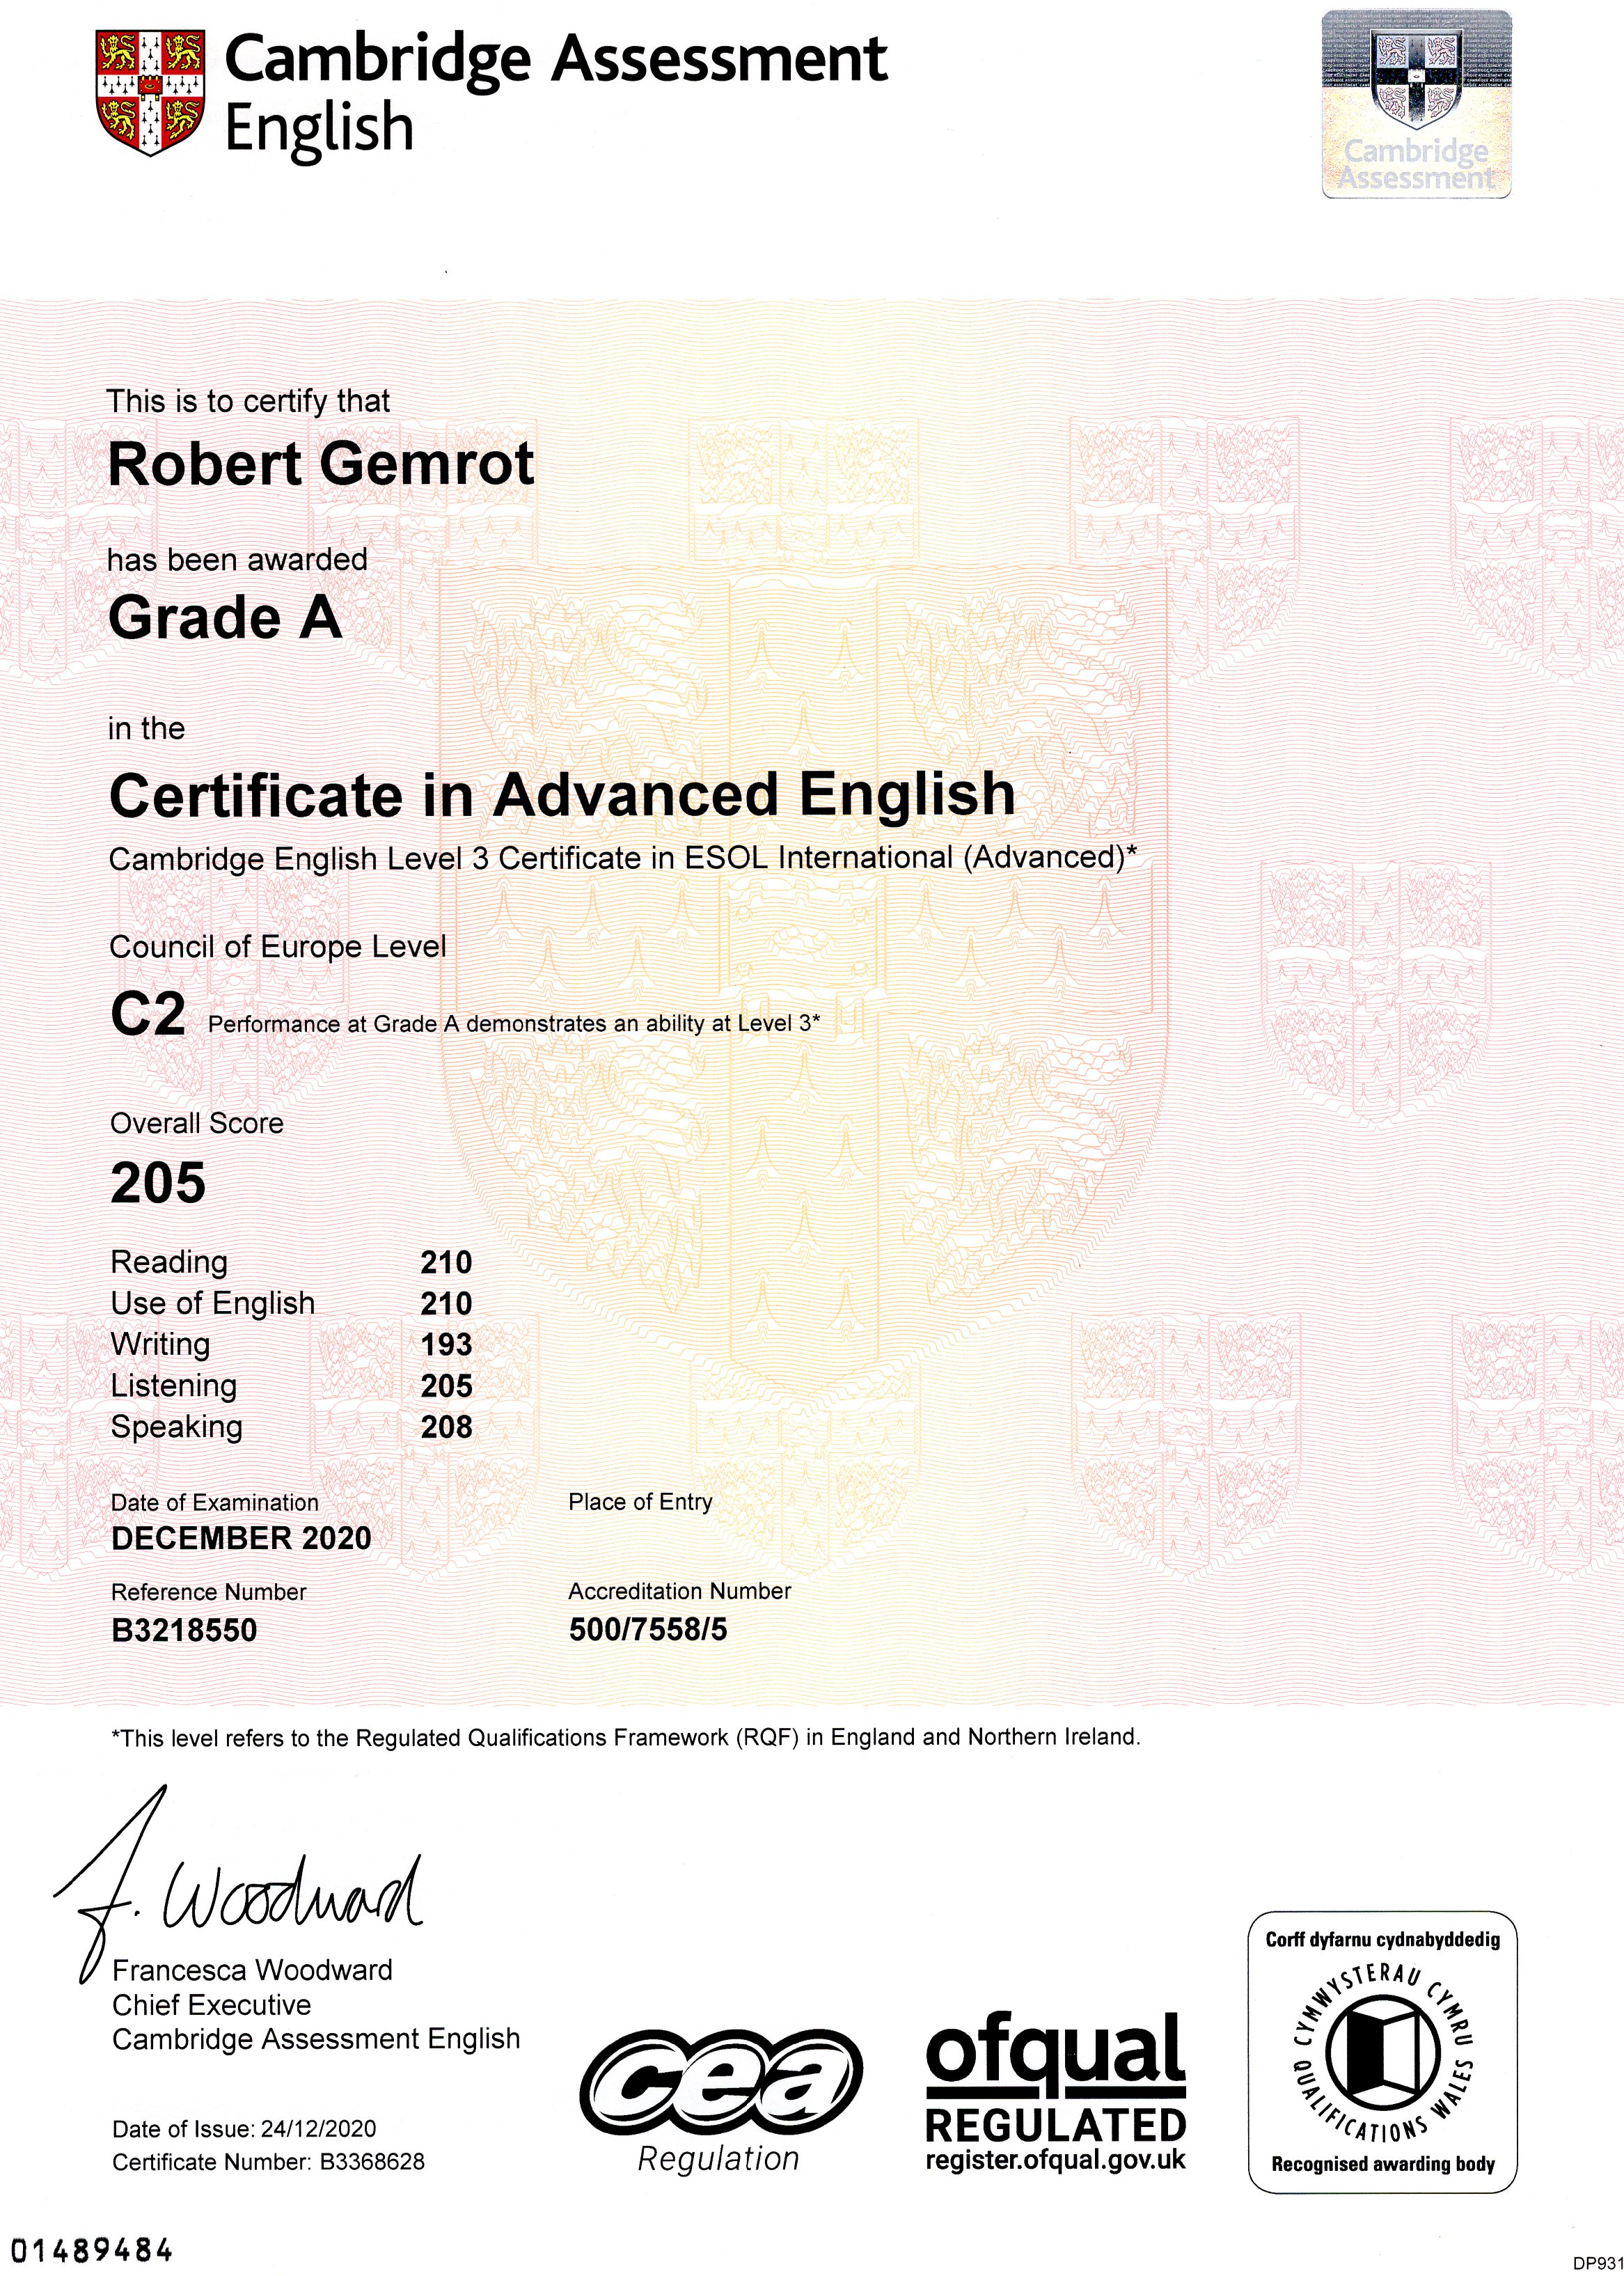 Cambridge Assessment
English
Cambridge
Assessment
This is to certify that
Robert Gemrot
has been awarded
Grade A
in the
Certificate in Advanced English
Cambridge English Level 3 Certificate in ESOL International (Advanced)*
Council of Europe Level
C2 Performance at Grade A demonstrates an ability at Level 3*
Overall Score
205
Reading 210
Use of English 210
Writing 193
Listening 205
Speaking 208
Date of Examination Place of Entry
DECEMBER 2020
Reference Number Accreditation Number
B3218550 500/7558/5
*This level refers to the Regulated Qualifications Framework (RQF) in England and Northern Ireland.
F. Woodward
Francesca Woodward
Chief Executive
Cambridge Assessment English
Date of Issue: 24/12/2020
Certificate Number: B3368628
cea
Regulation
ofqual
REGULATED
register.ofqual.gov.uk
Corff dyfarnu cydnabyddedig
CYMWYSTERAU CYMRU
QUALIFICATIONS WALES
Recognised awarding body
01489484
DP931